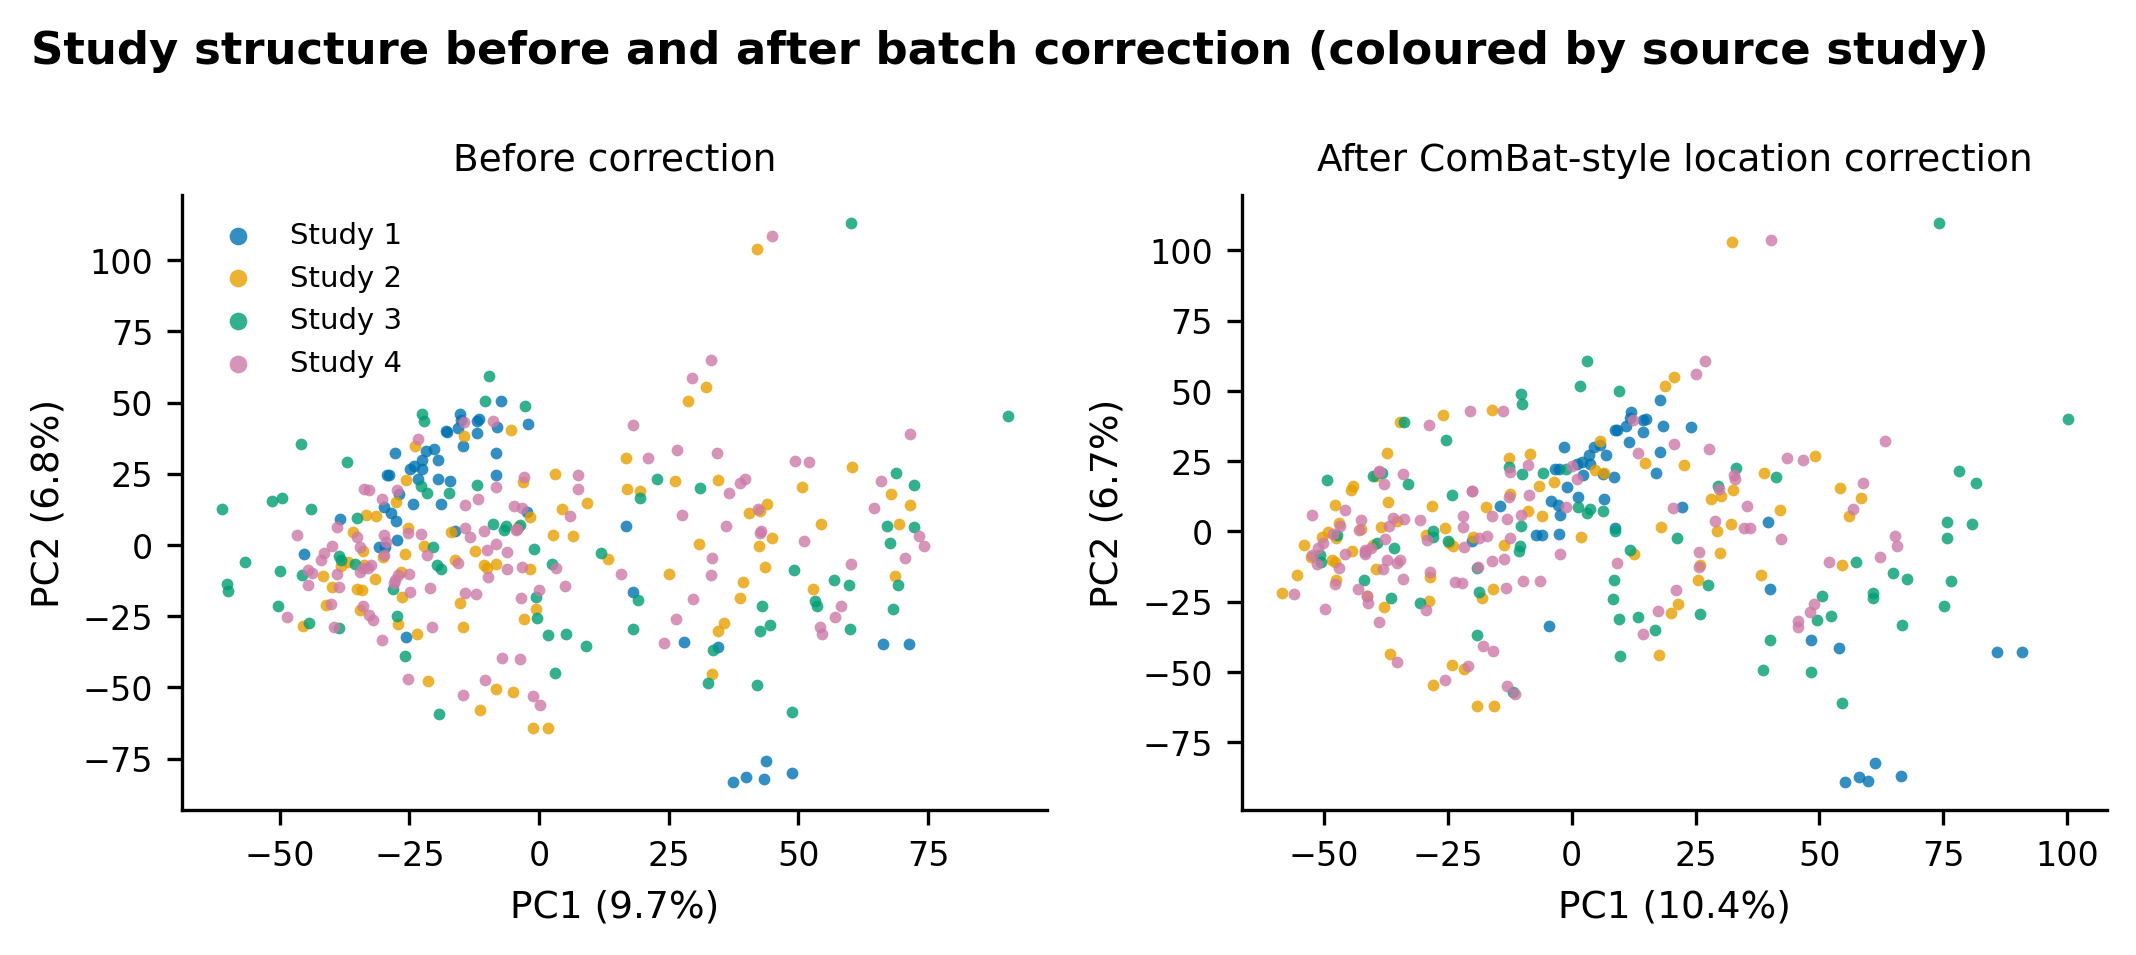 Study structure before and after batch correction (coloured by source study)
Before correction
Study 1
Study 2
Study 3
Study 4
100
75
50
25
0
−25
−50
−75
PC2 (6.8%)
−50 −25 0 25 50 75
PC1 (9.7%)
After ComBat-style location correction
100
75
50
25
0
−25
−50
−75
PC2 (6.7%)
−50 −25 0 25 50 75 100
PC1 (10.4%)